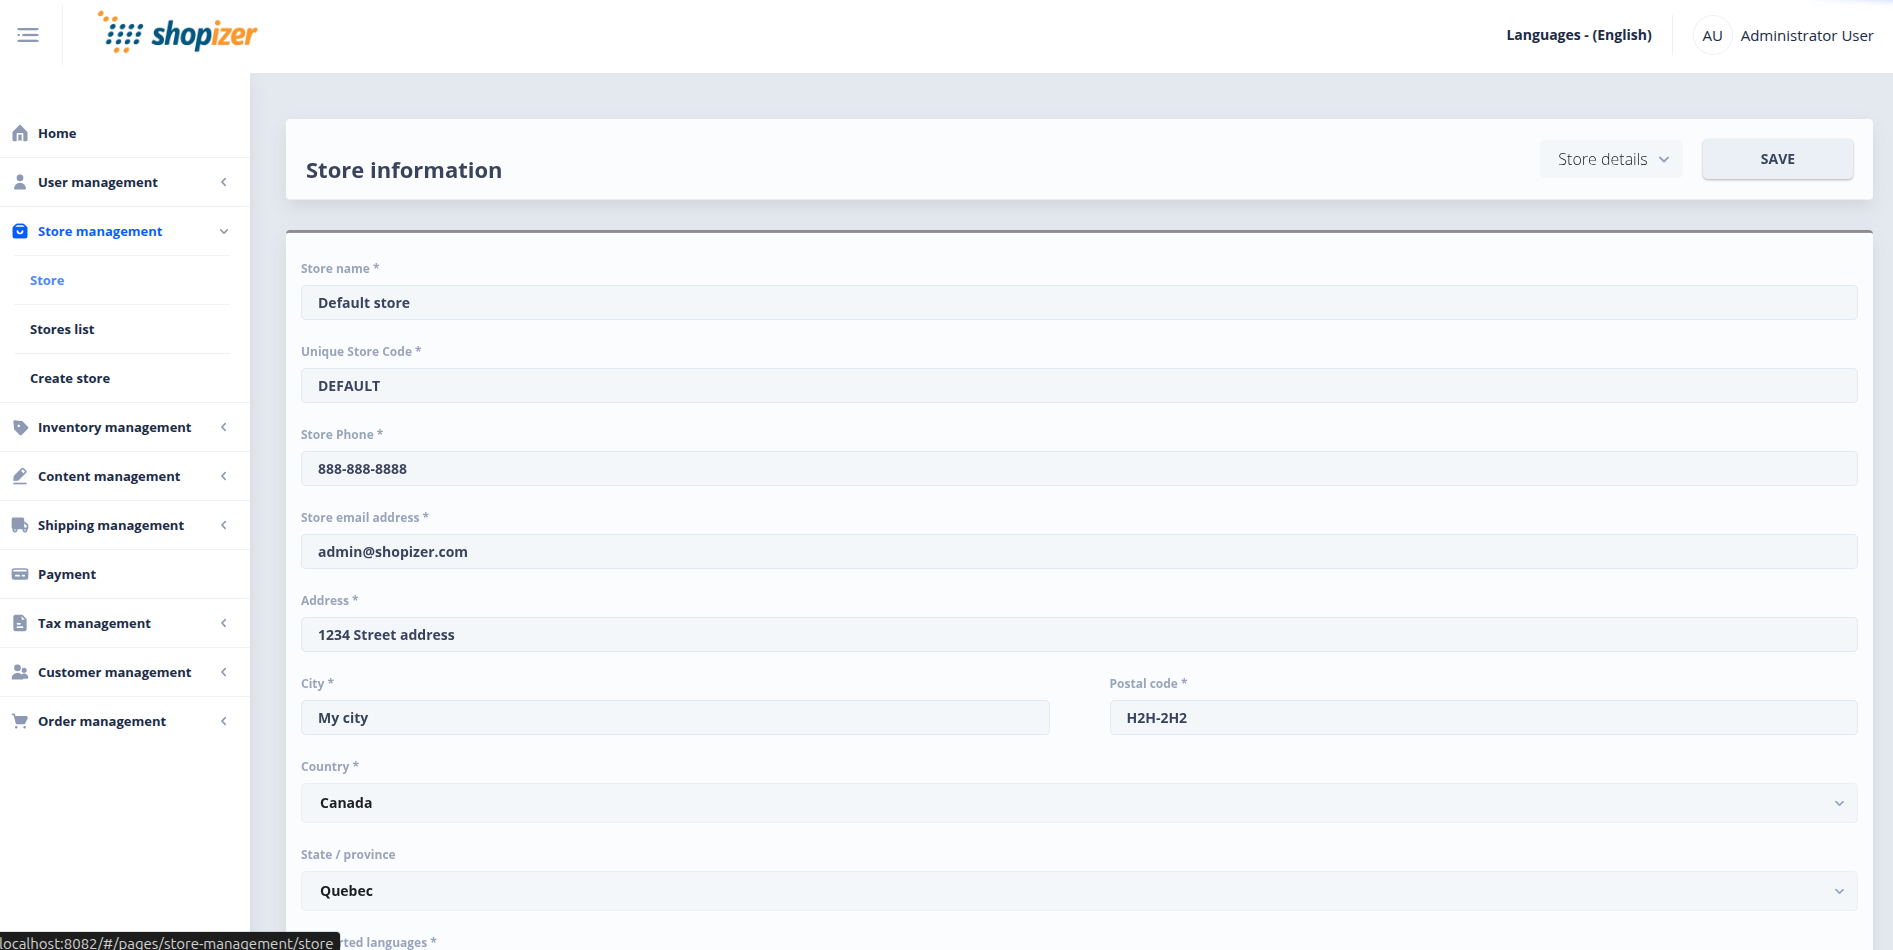 shopizer
Languages - (English)
AU Administrator User
Home
User management
Store management
Store
Stores list
Create store
Inventory management
Content management
Shipping management
Payment
Tax management
Customer management
Order management
Store information
Store details
SAVE
Store name *
Default store
Unique Store Code *
DEFAULT
Store Phone *
888-888-8888
Store email address *
admin@shopizer.com
Address *
1234 Street address
City *
Postal code *
My city
H2H-2H2
Country *
Canada
State / province
Quebec
rted languages *
localhost:8082/#/pages/store-management/store